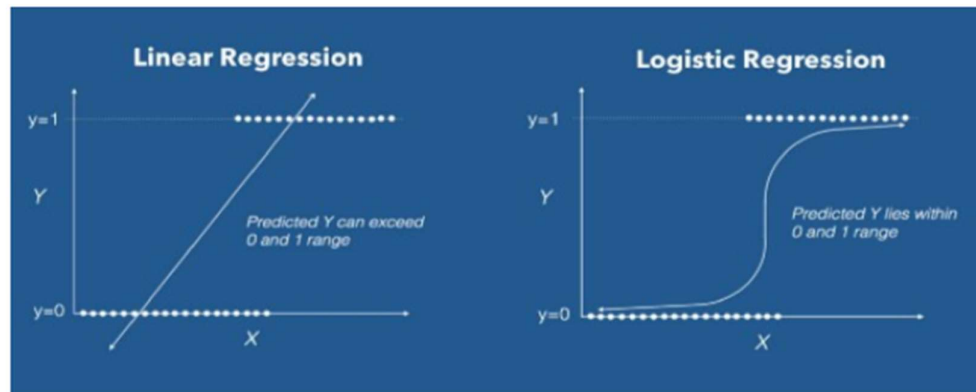 Linear Regression
y=1
Y
Predicted Y can exceed
0 and 1 range
y=0
X
Logistic Regression
y=1
Y
Predicted Y lies within
0 and 1 range
y=0
X